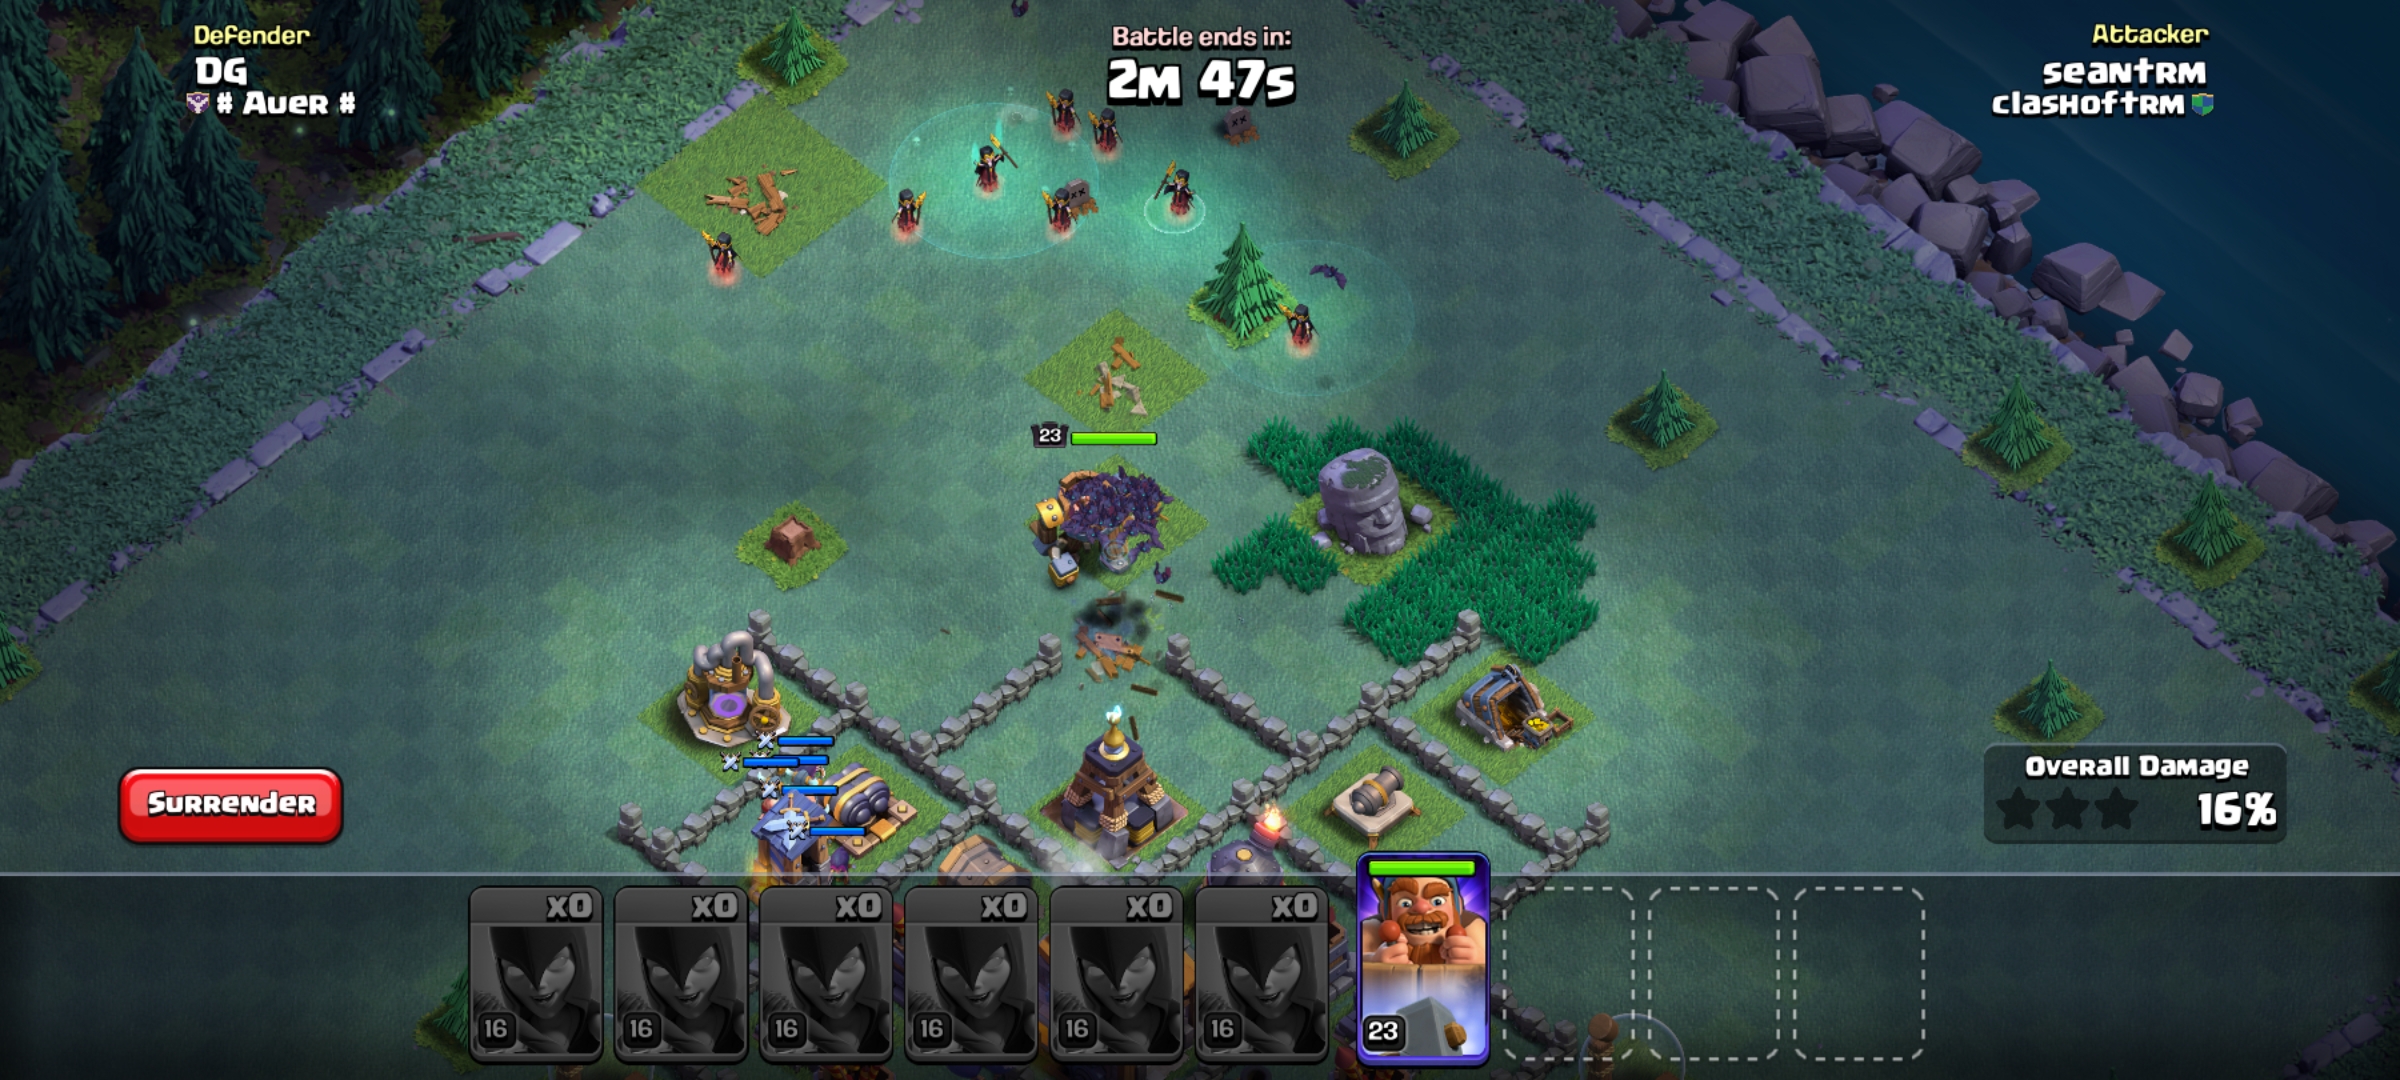 Defender
DG
# Auer #
Battle ends in:
2m 47s
Attacker
seantrm
clashoftrm
23
Surrender
Overall Damage
16%
x0
x0
x0
x0
x0
x0
16
16
16
16
16
16
23